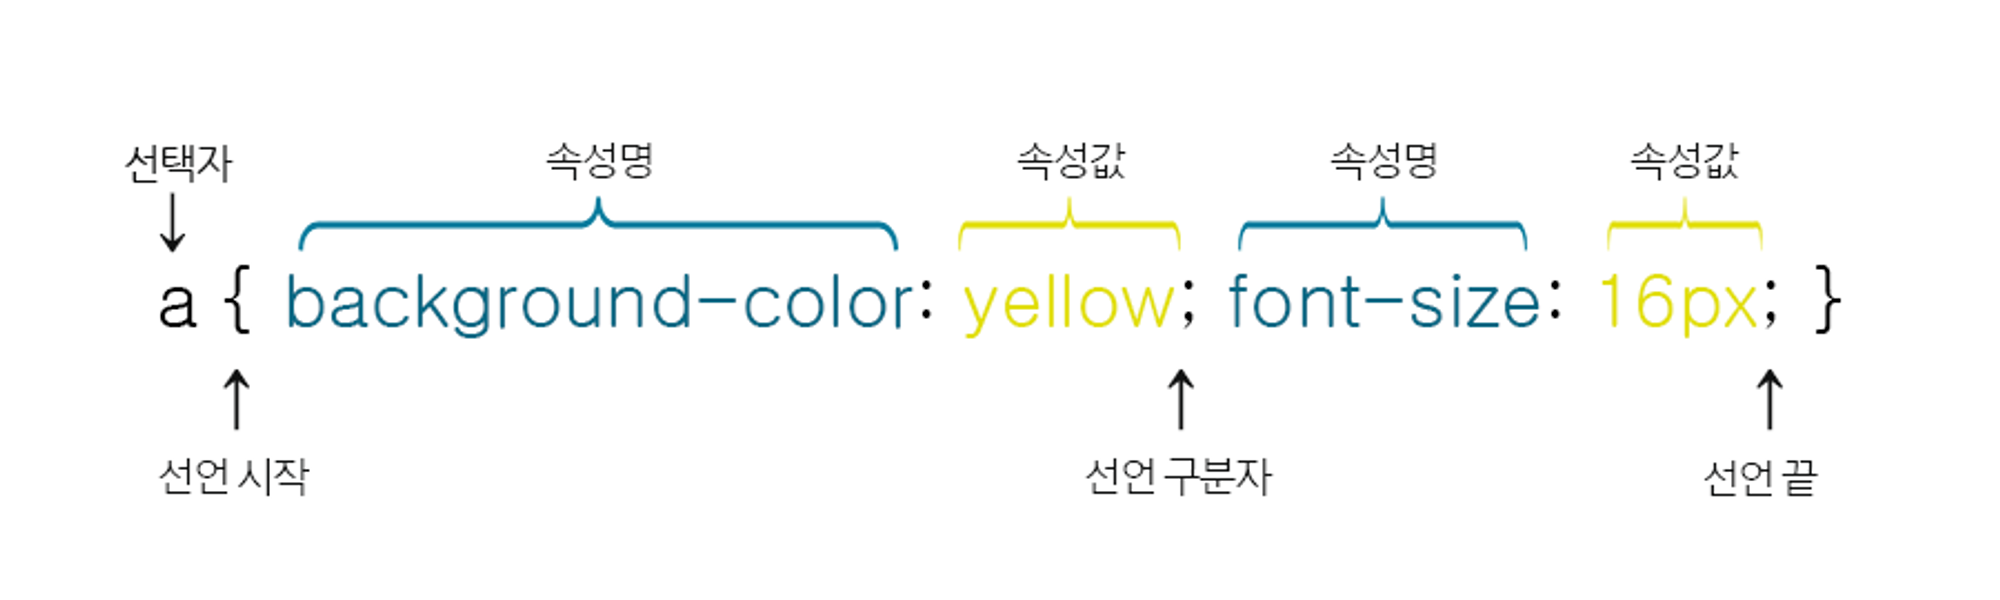 선택자 속성명 속성값 속성명 속성값
a { background-color: yellow; font-size: 16px; }
선언 시작 선언 구분자 선언 끝